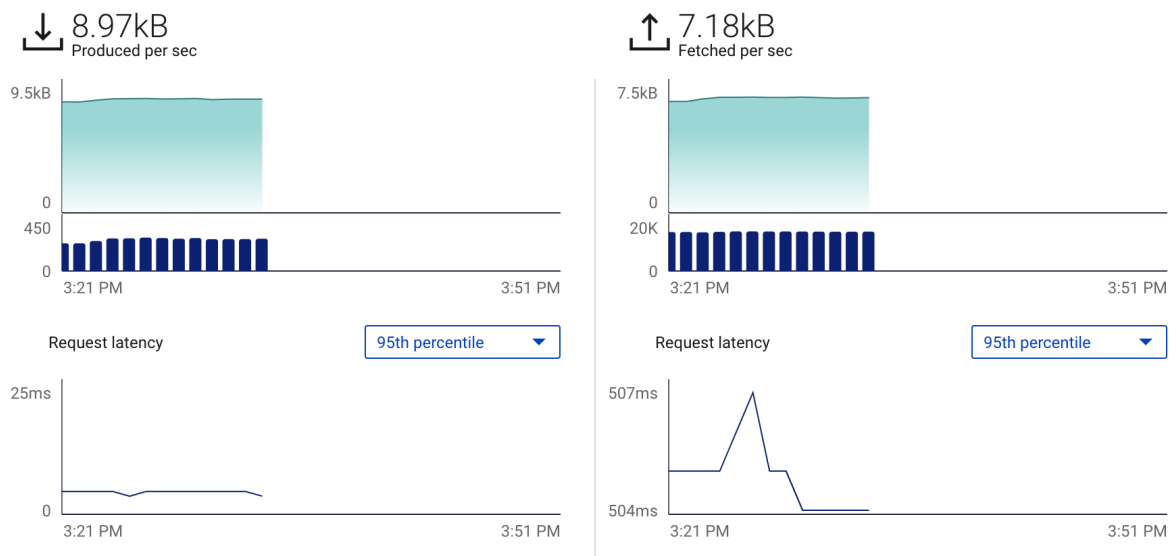 8.97kB
Produced per sec
9.5kB
0
450
0
3:21 PM
3:51 PM
Request latency
95th percentile
25ms
0
3:21 PM
3:51 PM
7.18kB
Fetched per sec
7.5kB
0
20K
0
3:21 PM
3:51 PM
Request latency
95th percentile
507ms
504ms
3:21 PM
3:51 PM